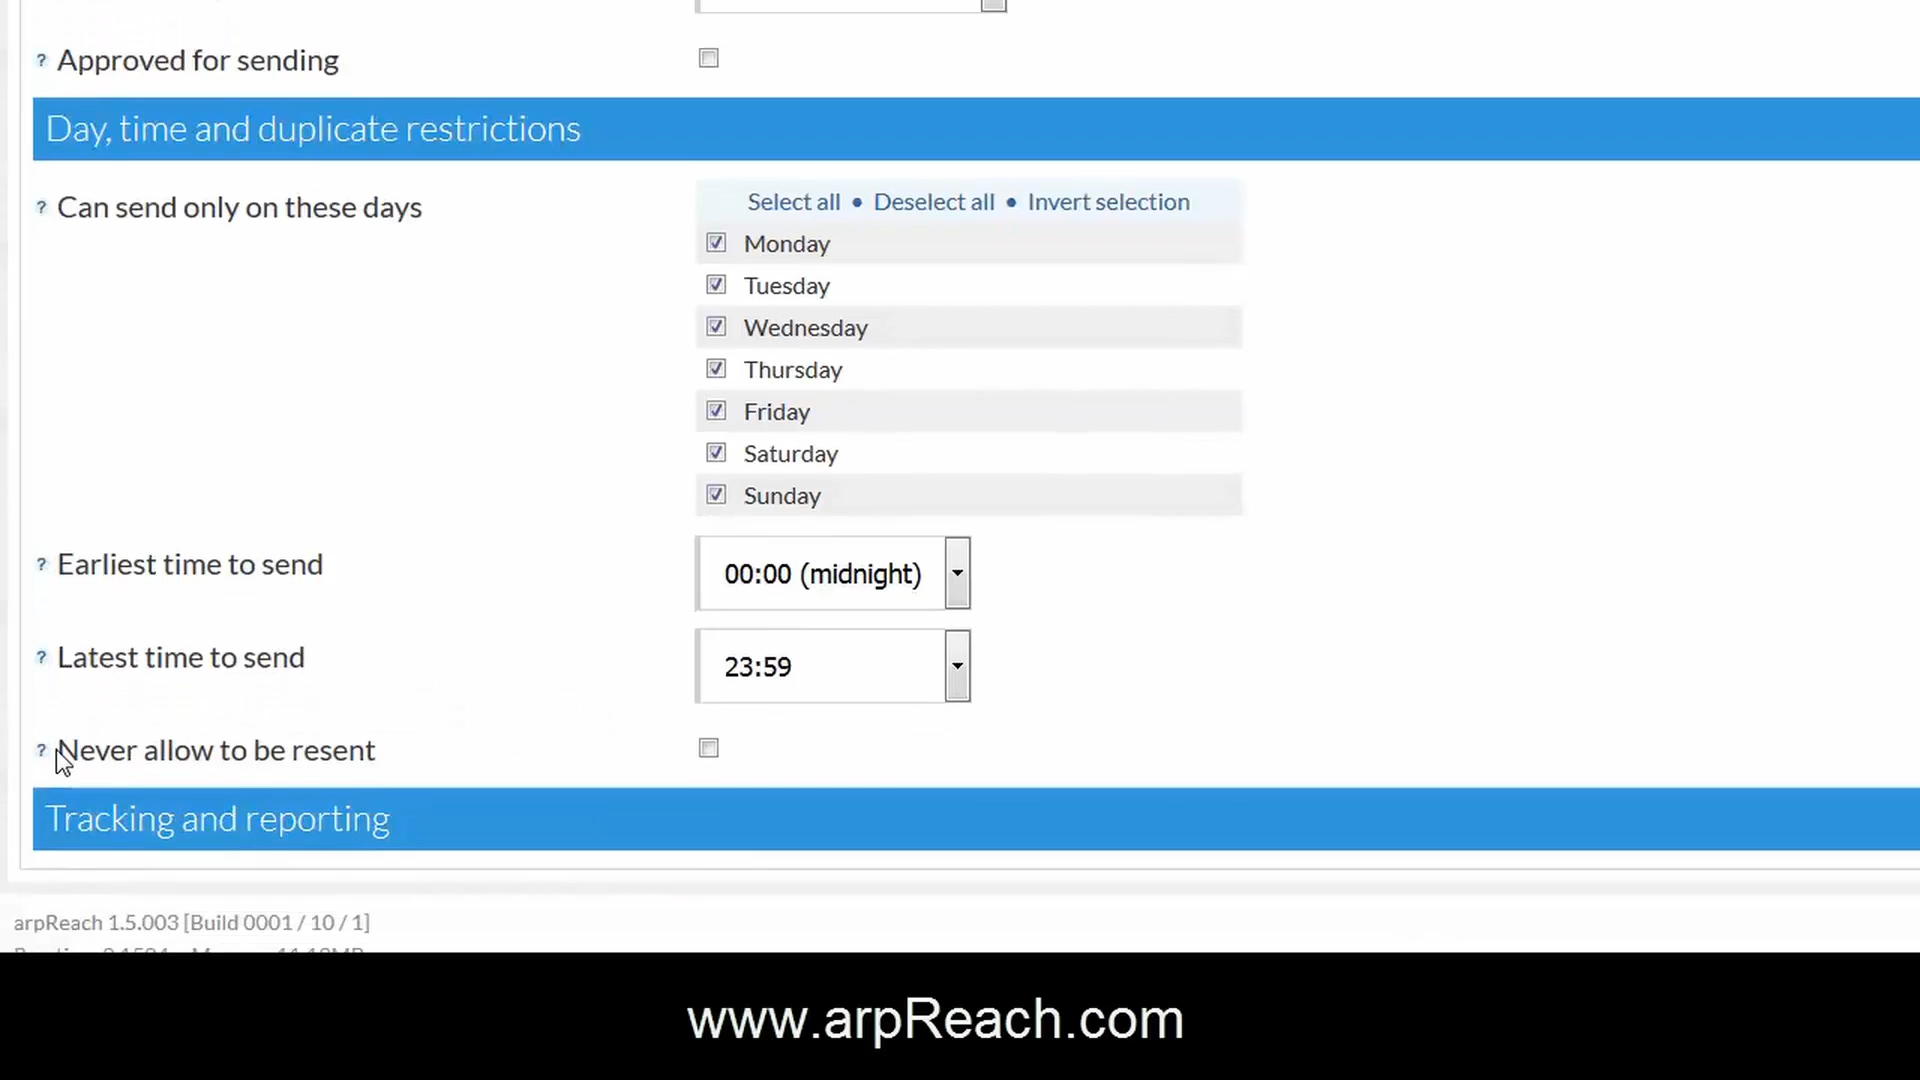 ? Approved for sending
Day, time and duplicate restrictions
? Can send only on these days
Select all • Deselect all • Invert selection
Monday
Tuesday
Wednesday
Thursday
Friday
Saturday
Sunday
? Earliest time to send
00:00 (midnight)
? Latest time to send
23:59
? Never allow to be resent
Tracking and reporting
arpReach 1.5.003 [Build 0001 / 10 / 1]
www.arpReach.com